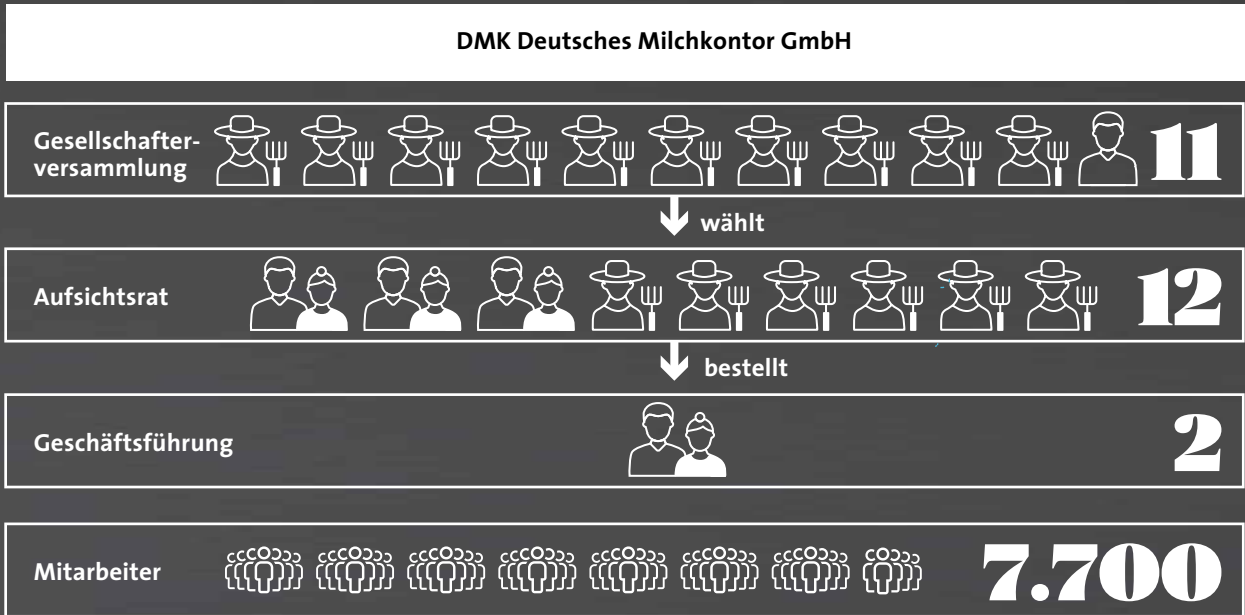 DMK Deutsches Milchkontor GmbH
Gesellschafter-
versammlung
11
wählt
Aufsichtsrat
12
bestellt
Geschäftsführung
2
Mitarbeiter
7.700